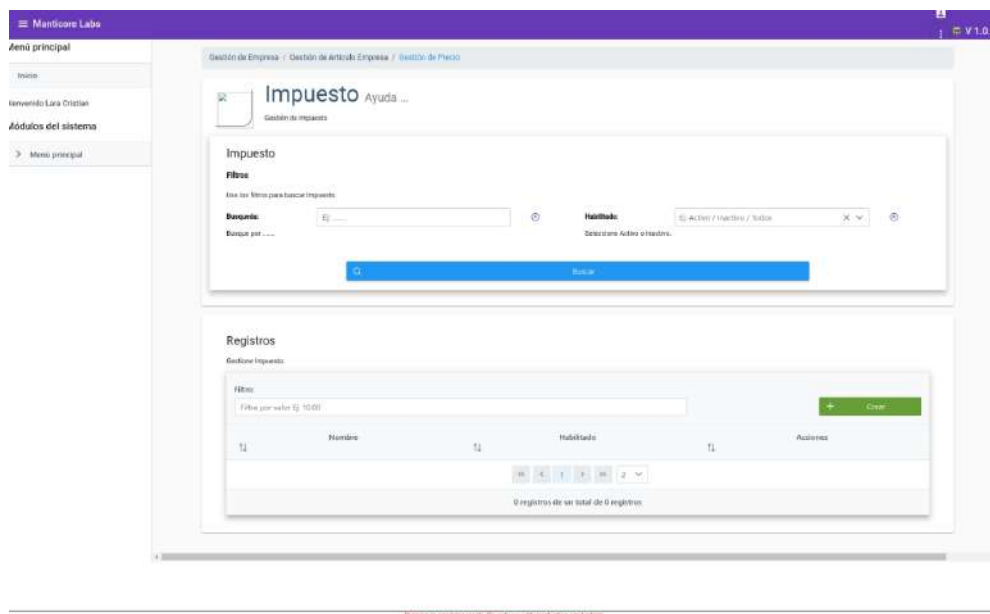 Manticore Labs
V 1.0.
Menú principal
Inicio
Bienvenido Lara Cristian
Módulos del sistema
Menú principal
Gestión de Empresa / Gestión de Artículo Empresa / Gestión de Precio
Impuesto Ayuda ...
Gestión de Impuesto
Impuesto
Filtros
Use los filtros para buscar Impuesto
Busqueda:
Ej: ......
Habilitado:
Ej: Activo / Inactivo / Todos
Busque por ......
Seleccione Activo o Inactivo.
Buscar
Registros
Gestione Impuesto
Filtro:
Filtre por valor Ej: 10.00
Crear
Nombre
Habilitado
Acciones
1
2
0 registros de un total de 0 registros